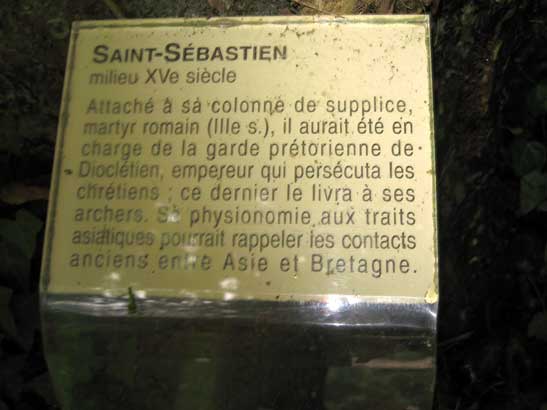 SAINT-SÉBASTIEN
milieu XVe siècle
Attaché à sa colonne de supplice,
martyr romain (IIIe s.), il aurait été en
charge de la garde prétorienne de
Dioclétien, empereur qui persécuta les
chrétiens ; ce dernier le livra à ses
archers. Sa physionomie aux traits
asiatiques pourrait rappeler les contacts
anciens entre Asie et Bretagne.